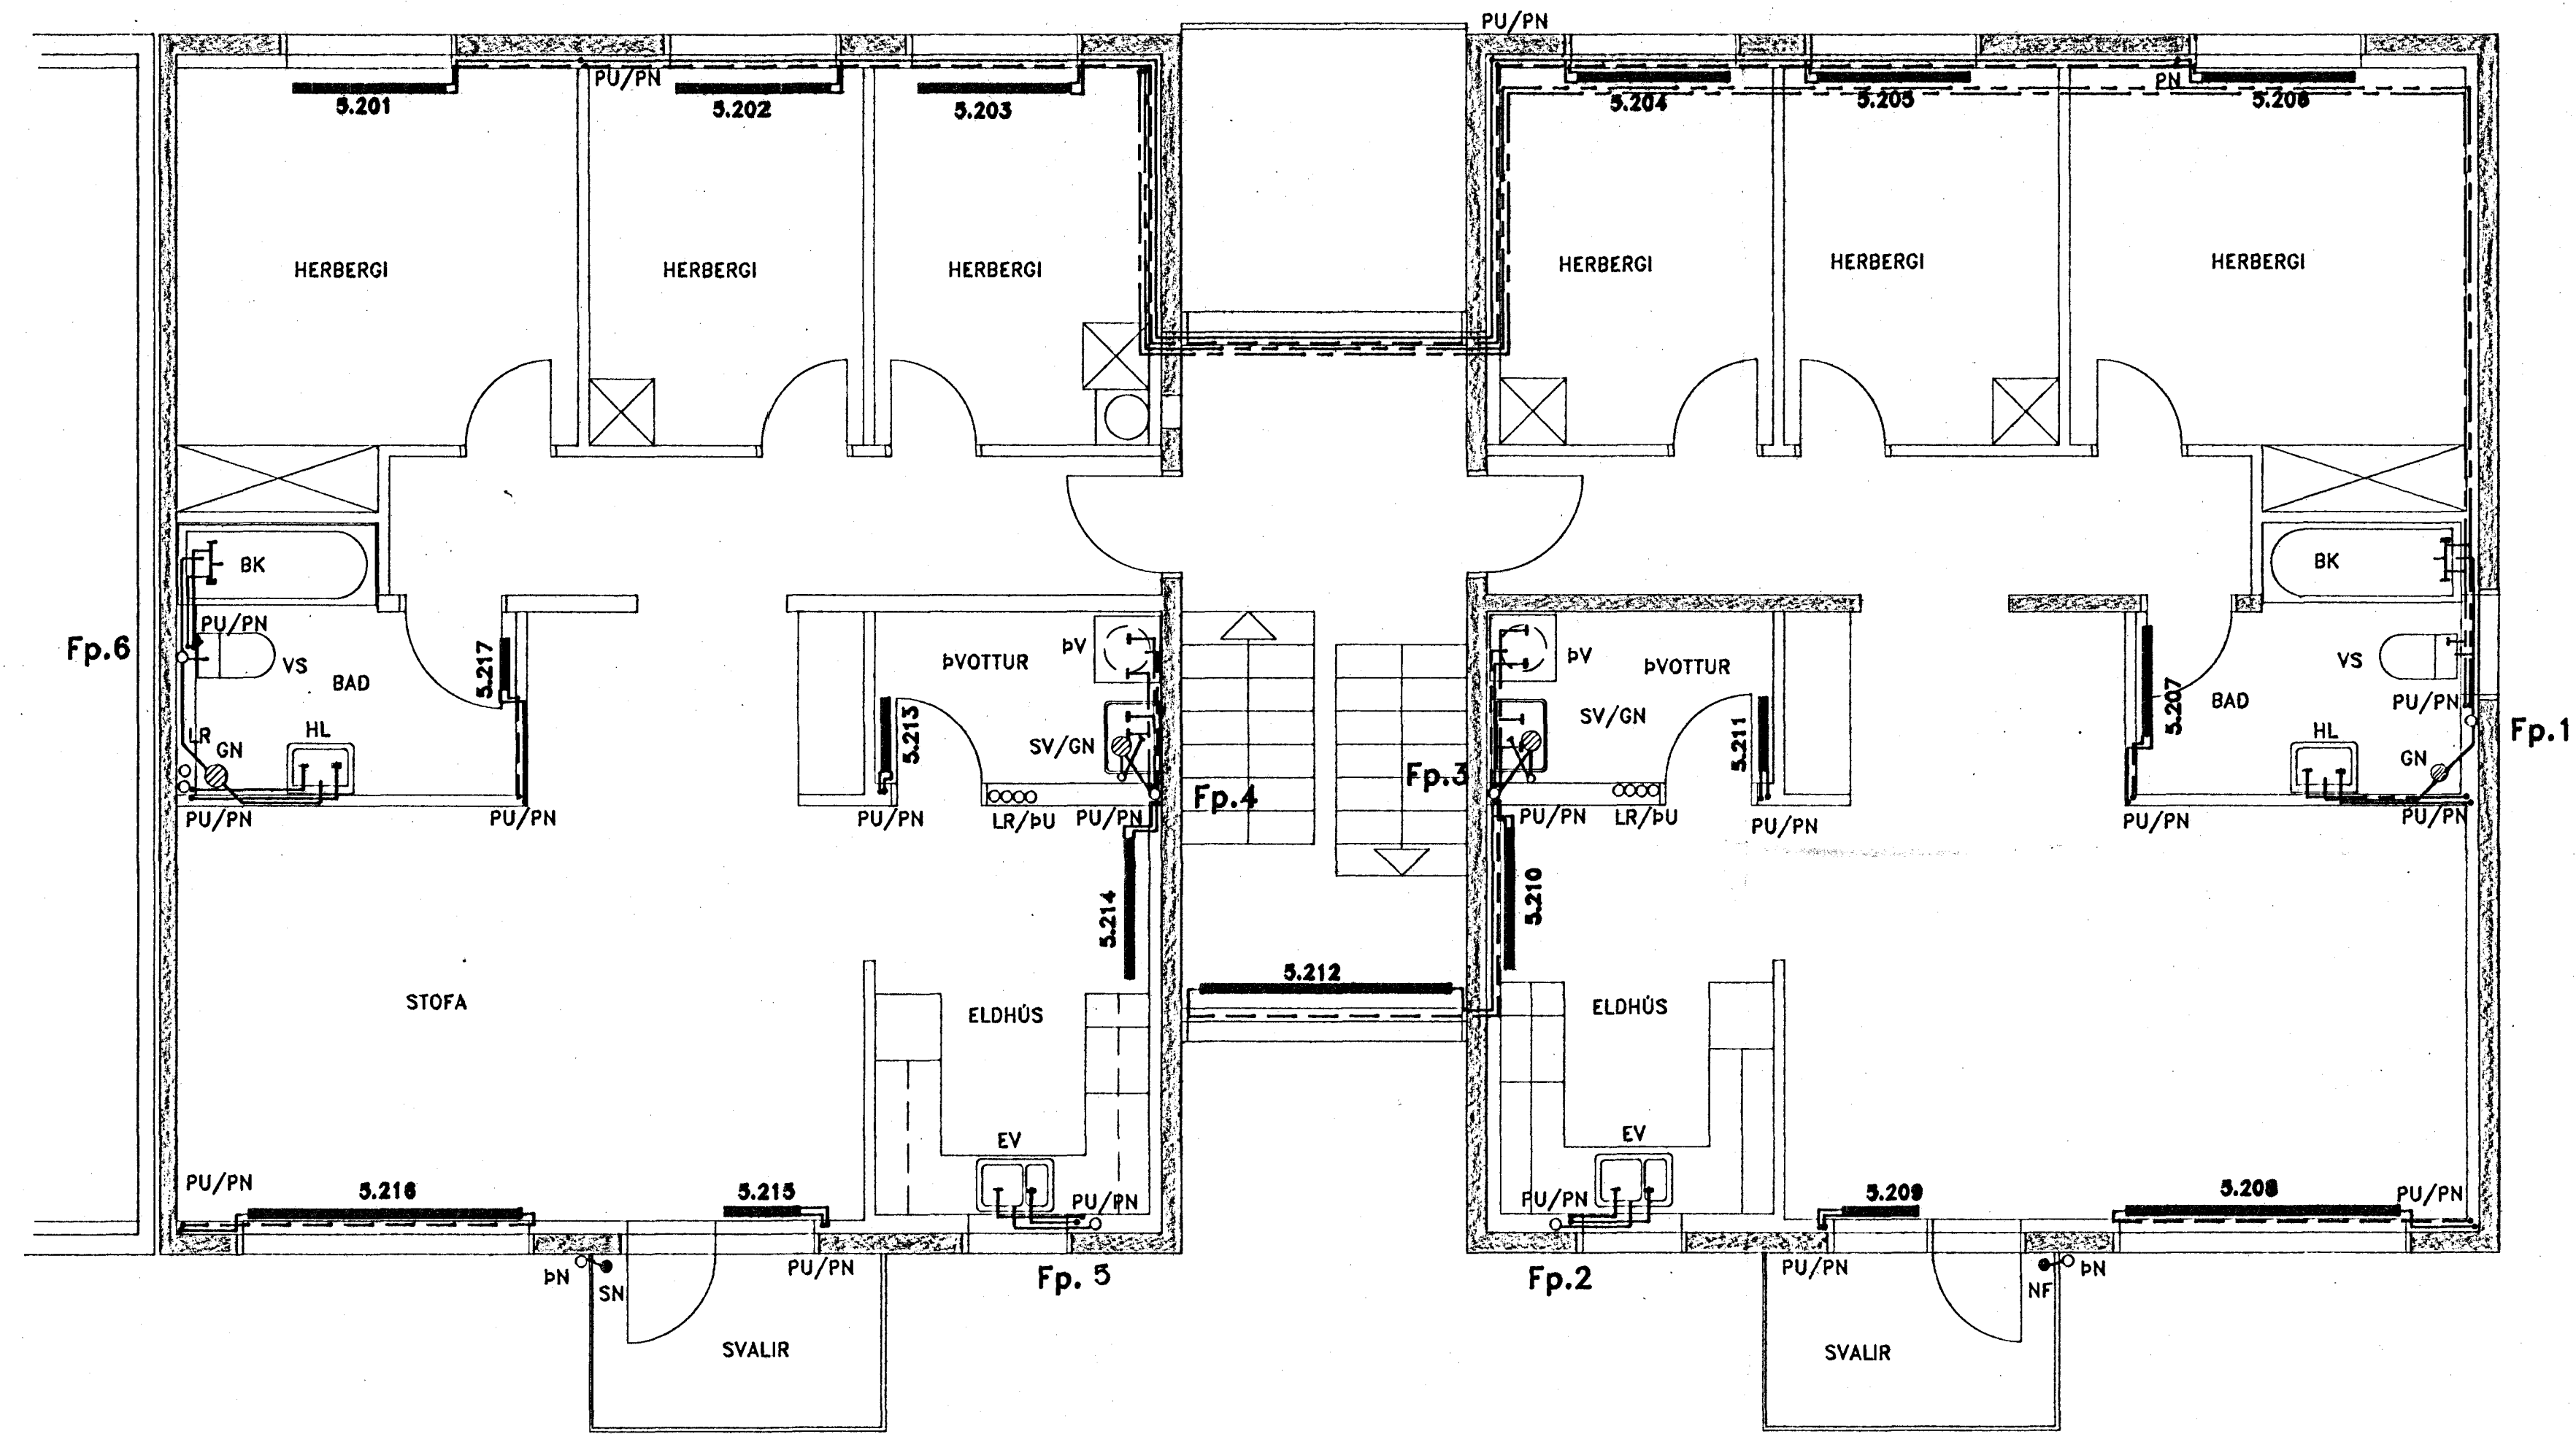 PU/PN
PU/PN
PN
5.201
5.202
5.203
5.204
5.205
5.206
HERBERGI
HERBERGI
HERBERGI
HERBERGI
HERBERGI
HERBERGI
BK
BK
Fp.6
PU/PN
VS
BAD
5.217
ÞVOTTUR
ÞV
ÞV
ÞVOTTUR
VS
BAD
5.207
PU/PN
LR
GN
HL
5.213
SV/GN
SV/GN
5.211
HL
GN
Fp.1
Fp.3
Fp.4
PU/PN
PU/PN
PU/PN
LR/ÞU
PU/PN
PU/PN
LR/ÞU
PU/PN
PU/PN
PU/PN
5.214
5.210
5.212
STOFA
ELDHÚS
ELDHÚS
EV
EV
PU/PN
5.216
5.215
PU/PN
PU/PN
5.209
5.208
PU/PN
ÞN
SN
PU/PN
Fp. 5
Fp.2
PU/PN
NF
ÞN
SVALIR
SVALIR